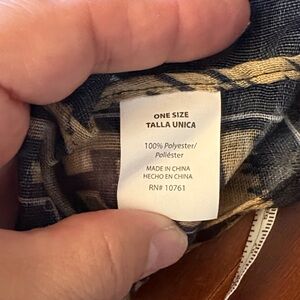 ONE SIZE
TALLA UNICA
100% Polyester/
Poliéster
MADE IN CHINA
HECHO EN CHINA
RN# 10761